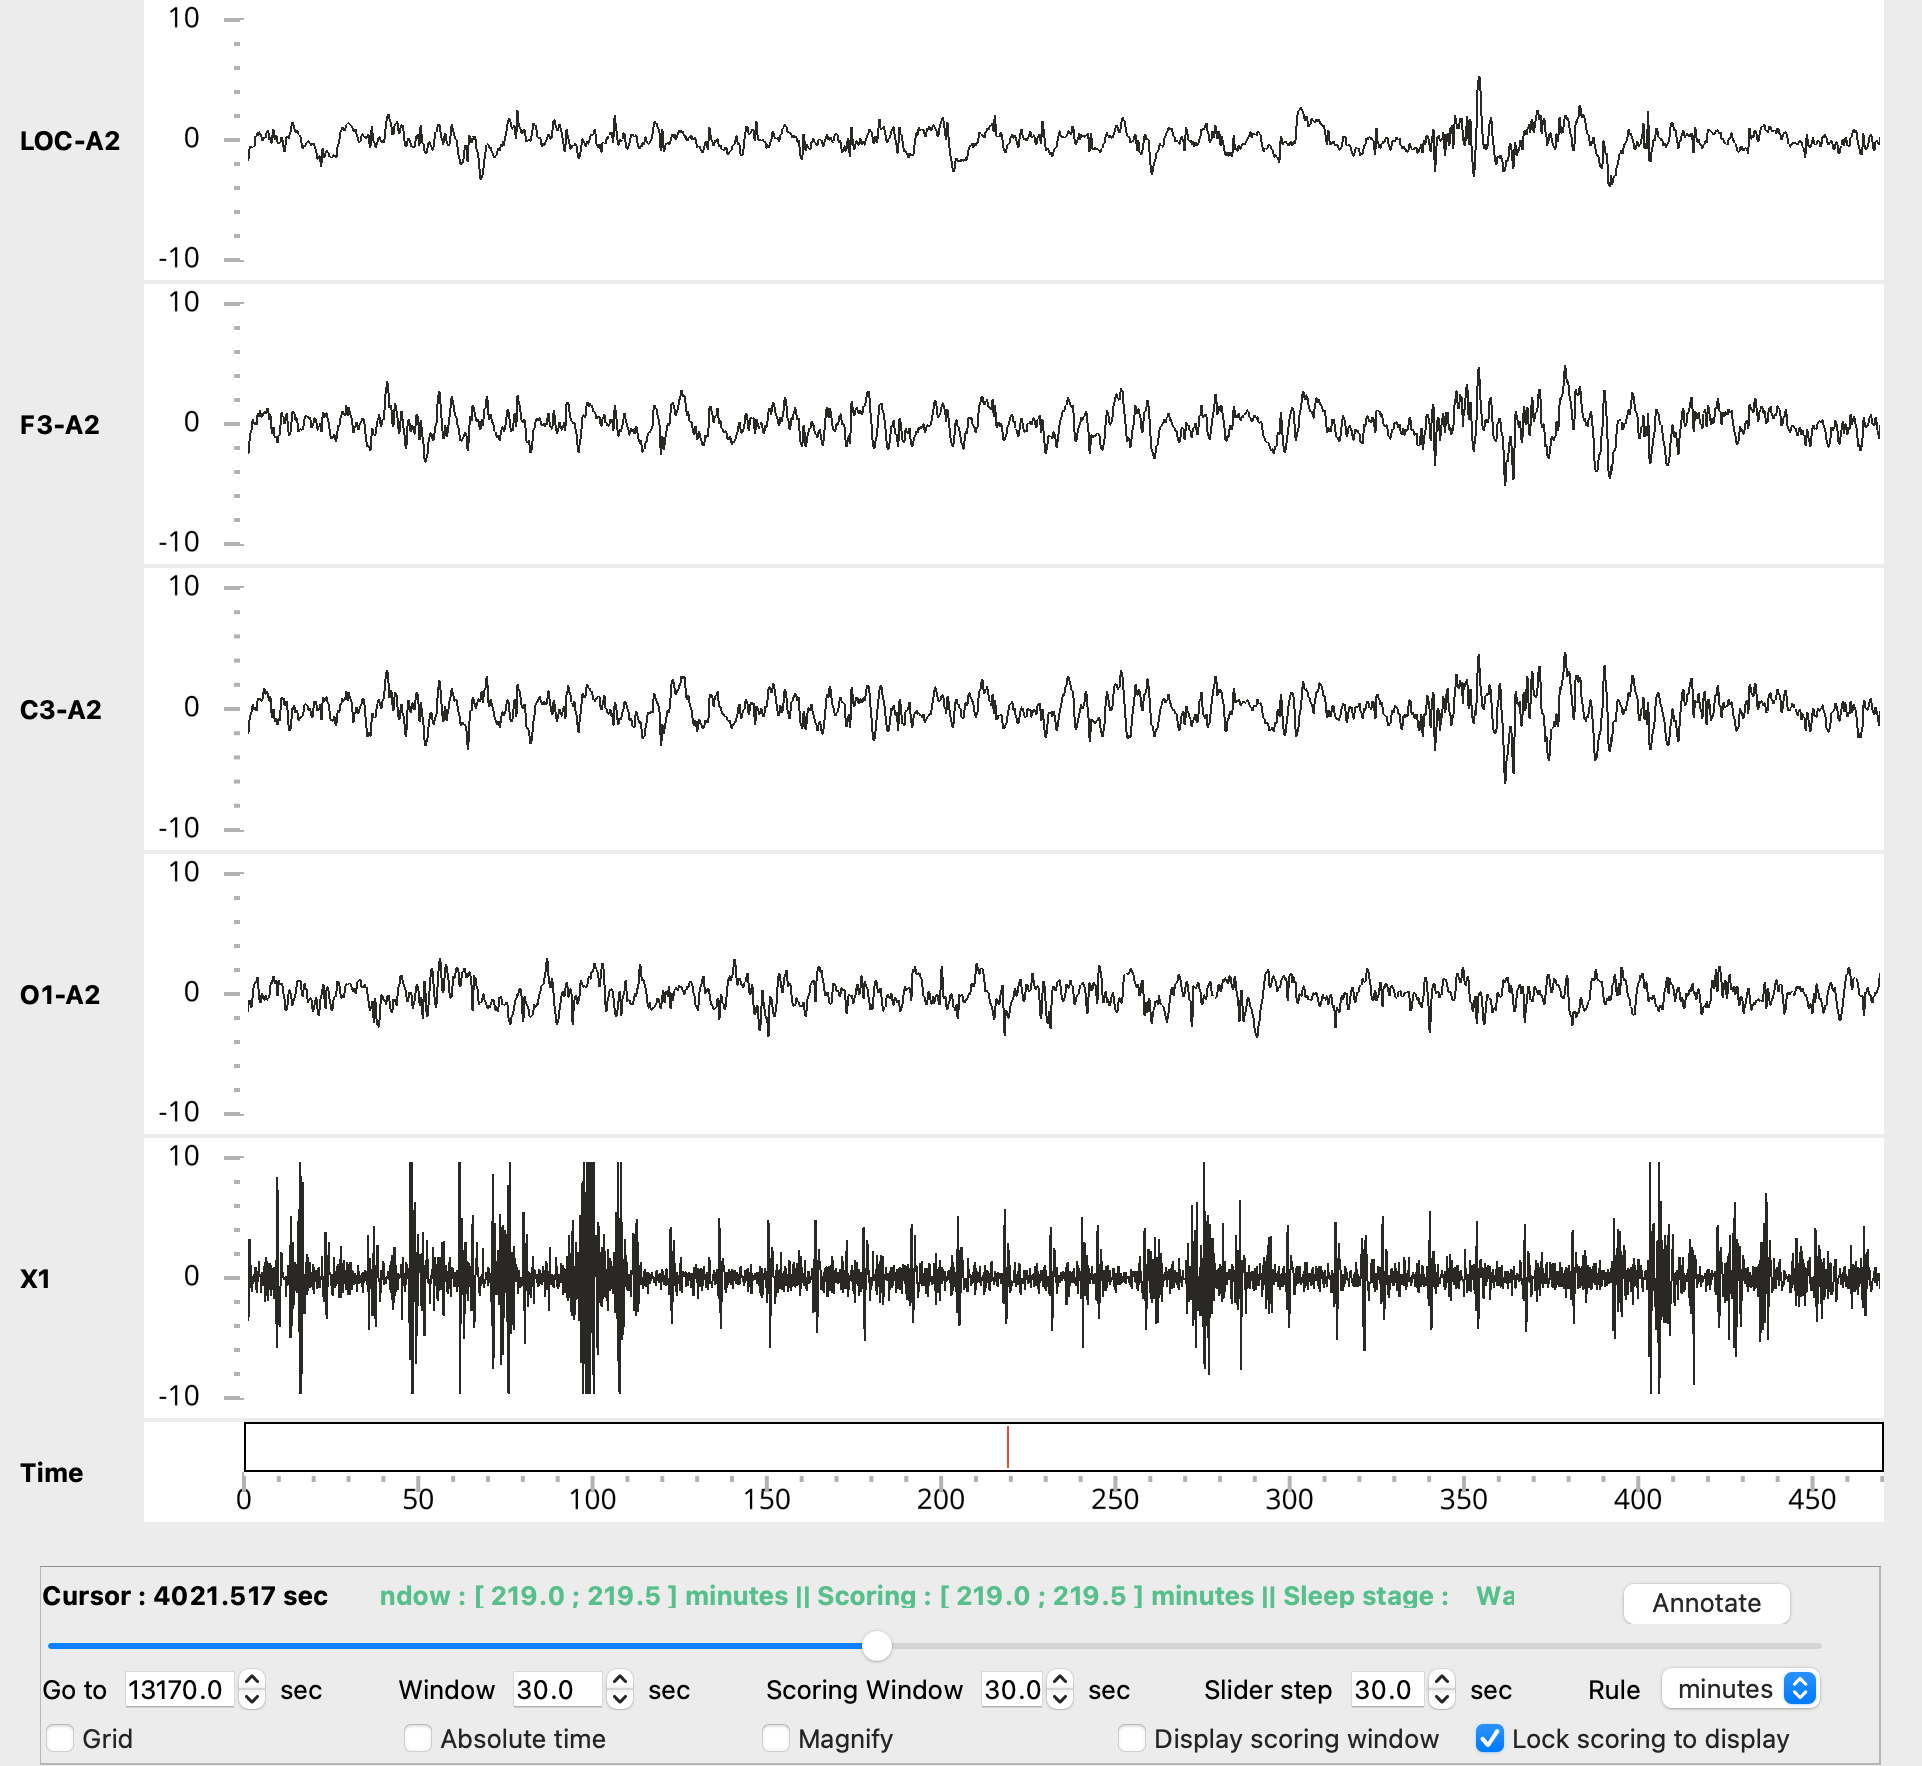 10
LOC-A2 0
-10
10
F3-A2 0
-10
10
C3-A2 0
-10
10
O1-A2 0
-10
10
X1 0
-10
Time
0 50 100 150 200 250 300 350 400 450
Cursor : 4021.517 sec ndow : [ 219.0 ; 219.5 ] minutes || Scoring : [ 219.0 ; 219.5 ] minutes || Sleep stage : Wa Annotate
Go to 13170.0 sec Window 30.0 sec Scoring Window 30.0 sec Slider step 30.0 sec Rule minutes
Grid Absolute time Magnify Display scoring window Lock scoring to display